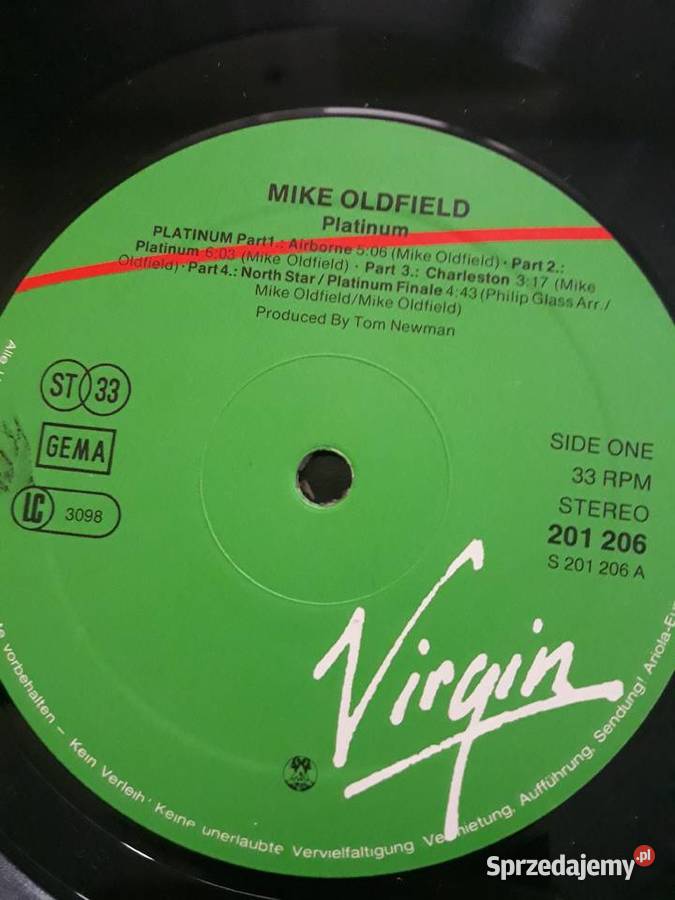 MIKE OLDFIELD
Platinum
PLATINUM Part1.: Airborne 5:06 (Mike Oldfield) · Part 2.:
Platinum 6:03 (Mike Oldfield) · Part 3.: Charleston 3:17 (Mike
Oldfield) · Part 4.: North Star / Platinum Finale 4:43 (Philip Glass Arr./
Mike Oldfield/Mike Oldfield)
Produced By Tom Newman
ST 33
GEMA
LC 3098
SIDE ONE
33 RPM
STEREO
201 206
S 201 206 A
Virgin
Alle
vorbehalten – Kein Verleih · Keine unerlaubte Vervielfältigung, Vermietung, Aufführung, Sendung! Ariola-Eu
Sprzedajemy.pl